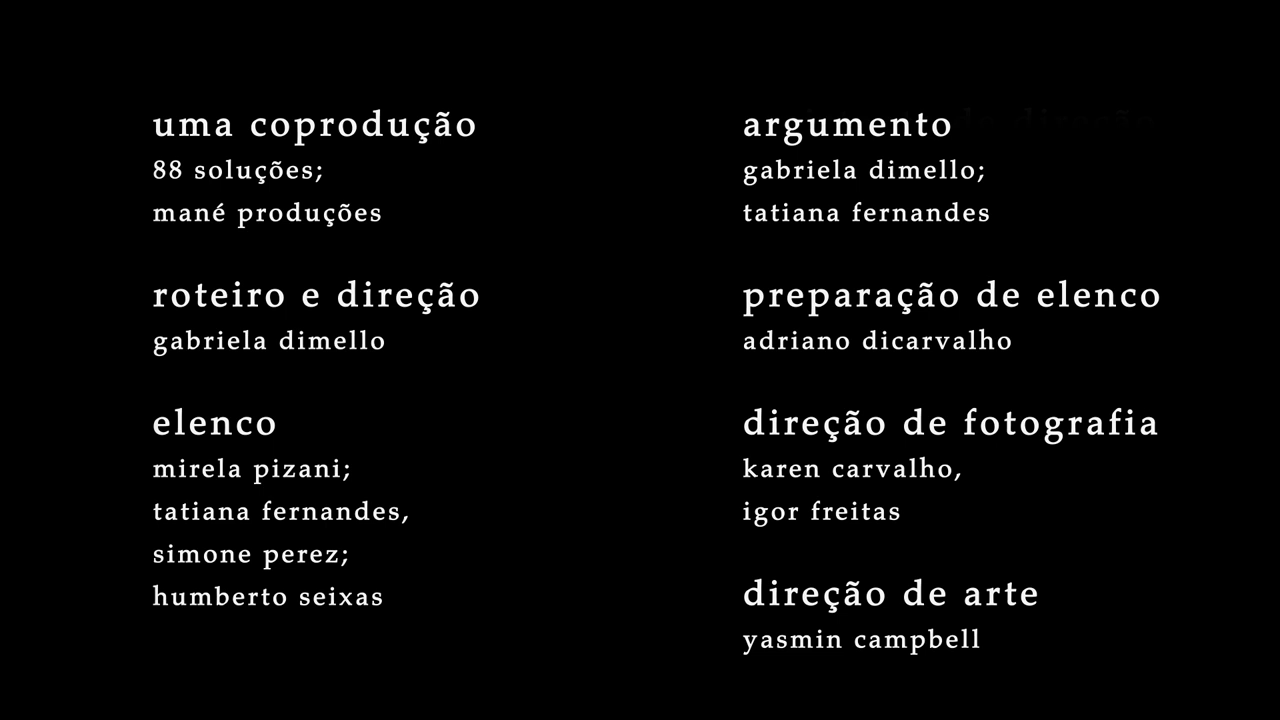 uma coprodução
88 soluções;
mané produções
roteiro e direção
gabriela dimello
elenco
mirela pizani;
tatiana fernandes,
simone perez;
humberto seixas
argumento
gabriela dimello;
tatiana fernandes
preparação de elenco
adriano dicarvalho
direção de fotografia
karen carvalho,
igor freitas
direção de arte
yasmin campbell